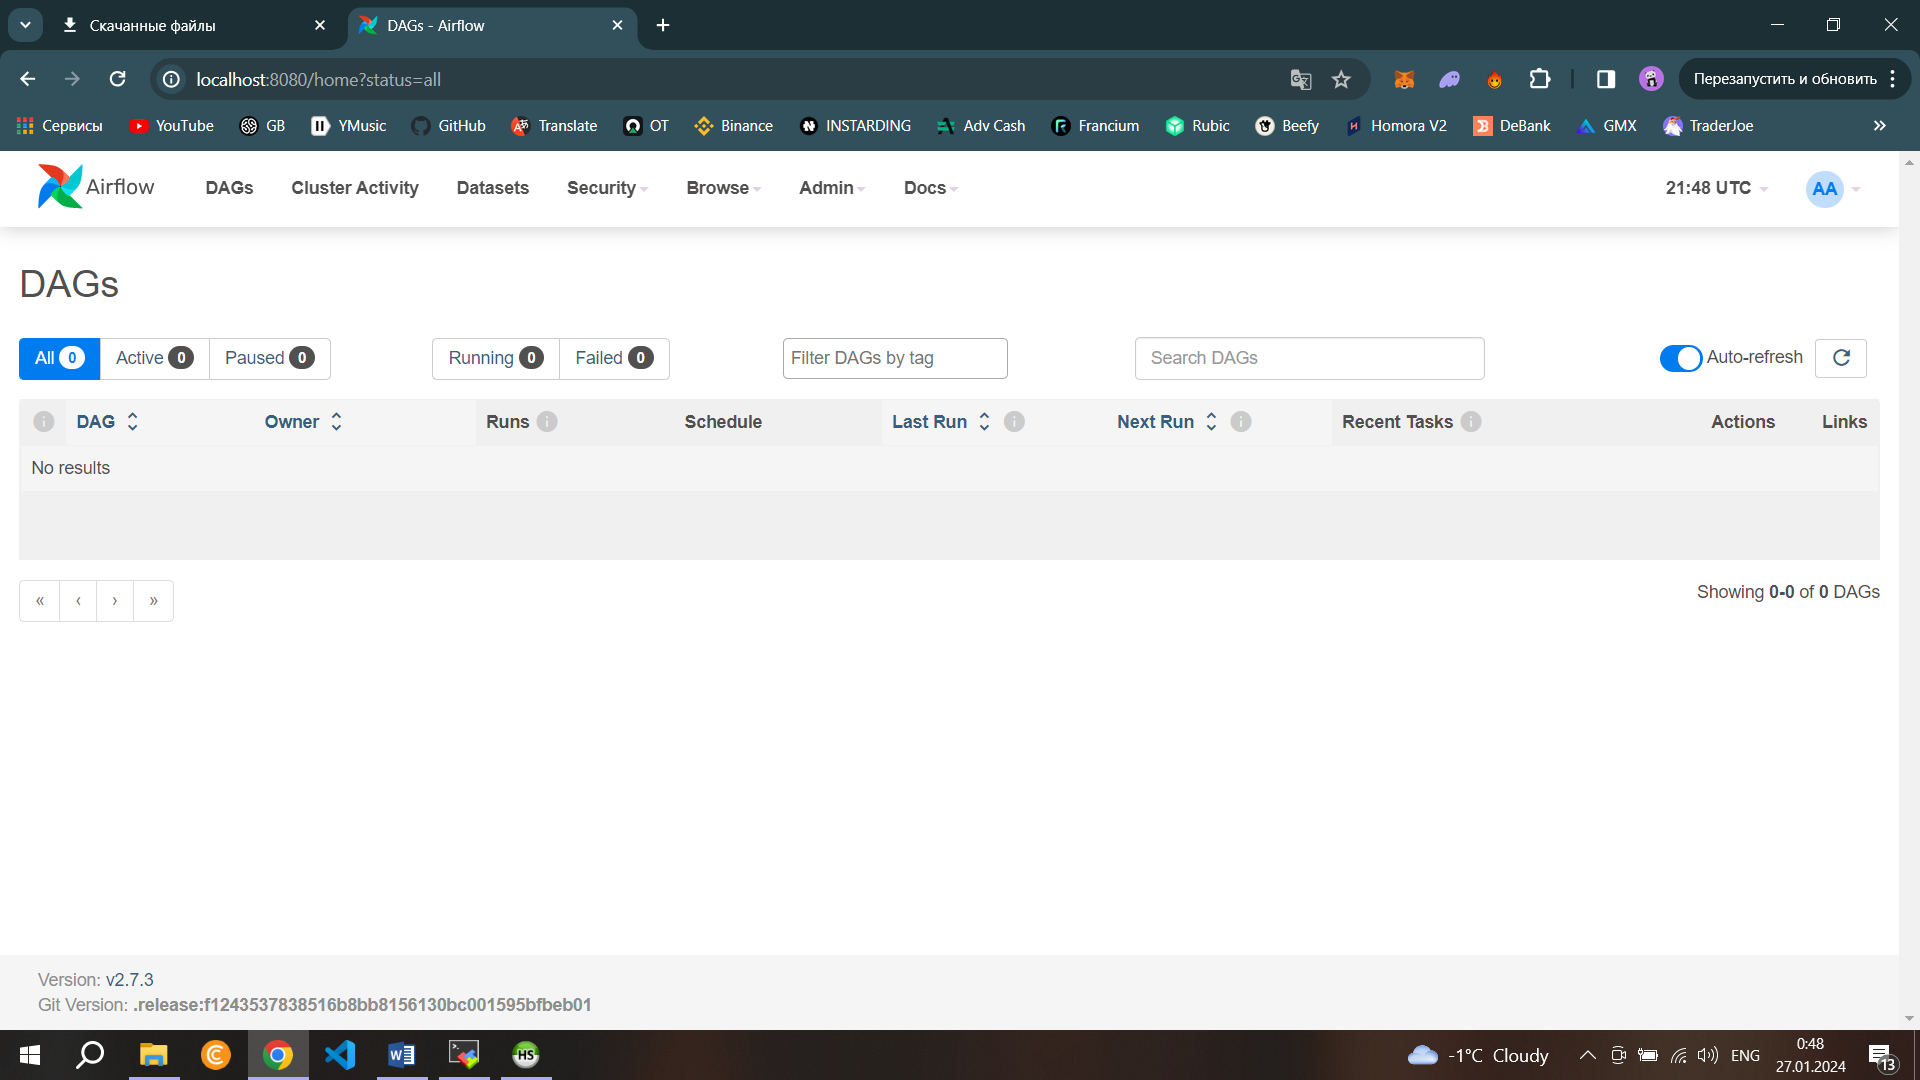 Скачанные файлы
DAGs - Airflow
localhost:8080/home?status=all
Перезапустить и обновить
Сервисы YouTube GB YMusic GitHub Translate OT Binance INSTARDING Adv Cash Francium Rubic Beefy Homora V2 DeBank GMX TraderJoe
Airflow DAGs Cluster Activity Datasets Security Browse Admin Docs 21:48 UTC AA
DAGs
All 0 Active 0 Paused 0 Running 0 Failed 0 Filter DAGs by tag Search DAGs Auto-refresh
DAG Owner Runs Schedule Last Run Next Run Recent Tasks Actions Links
No results
« ‹ › »
Showing 0-0 of 0 DAGs
Version: v2.7.3
Git Version: .release:f1243537838516b8bb8156130bc001595bfbeb01
HS
-1°C Cloudy
ENG
0:48
27.01.2024
13